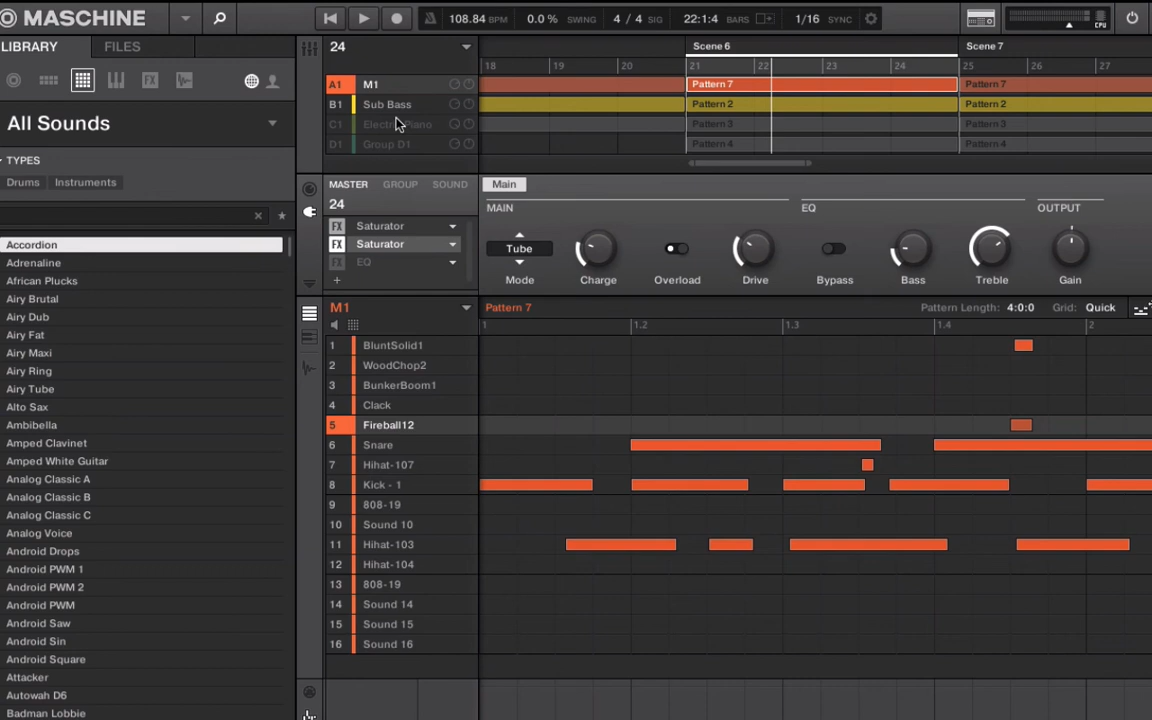 MASCHINE
108.84 BPM 0.0 % SWING 4 / 4 SIG 22:1:4 BARS 1/16 SYNC CPU
LIBRARY FILES
All Sounds
TYPES
Drums Instruments
Accordion
Adrenaline
African Plucks
Airy Brutal
Airy Dub
Airy Fat
Airy Maxi
Airy Ring
Airy Tube
Alto Sax
Ambibella
Amped Clavinet
Amped White Guitar
Analog Classic A
Analog Classic B
Analog Classic C
Analog Voice
Android Drops
Android PWM 1
Android PWM 2
Android PWM
Android Saw
Android Sin
Android Square
Attacker
Autowah D6
Badman Lobbie
24 Scene 6 Scene 7
18 19 20 21 22 23 24 25 26 27
A1 M1 Pattern 7 Pattern 7
B1 Sub Bass Pattern 2 Pattern 2
C1 Electric Piano Pattern 3 Pattern 3
D1 Group D1 Pattern 4 Pattern 4
MASTER GROUP SOUND Main
24 MAIN EQ OUTPUT
FX Saturator
FX Saturator
FX EQ
+
Tube
Mode Charge Overload Drive Bypass Bass Treble Gain
M1 Pattern 7 Pattern Length: 4:0:0 Grid: Quick
1 1.2 1.3 1.4 2
1 BluntSolid1
2 WoodChop2
3 BunkerBoom1
4 Clack
5 Fireball12
6 Snare
7 Hihat-107
8 Kick - 1
9 808-19
10 Sound 10
11 Hihat-103
12 Hihat-104
13 808-19
14 Sound 14
15 Sound 15
16 Sound 16